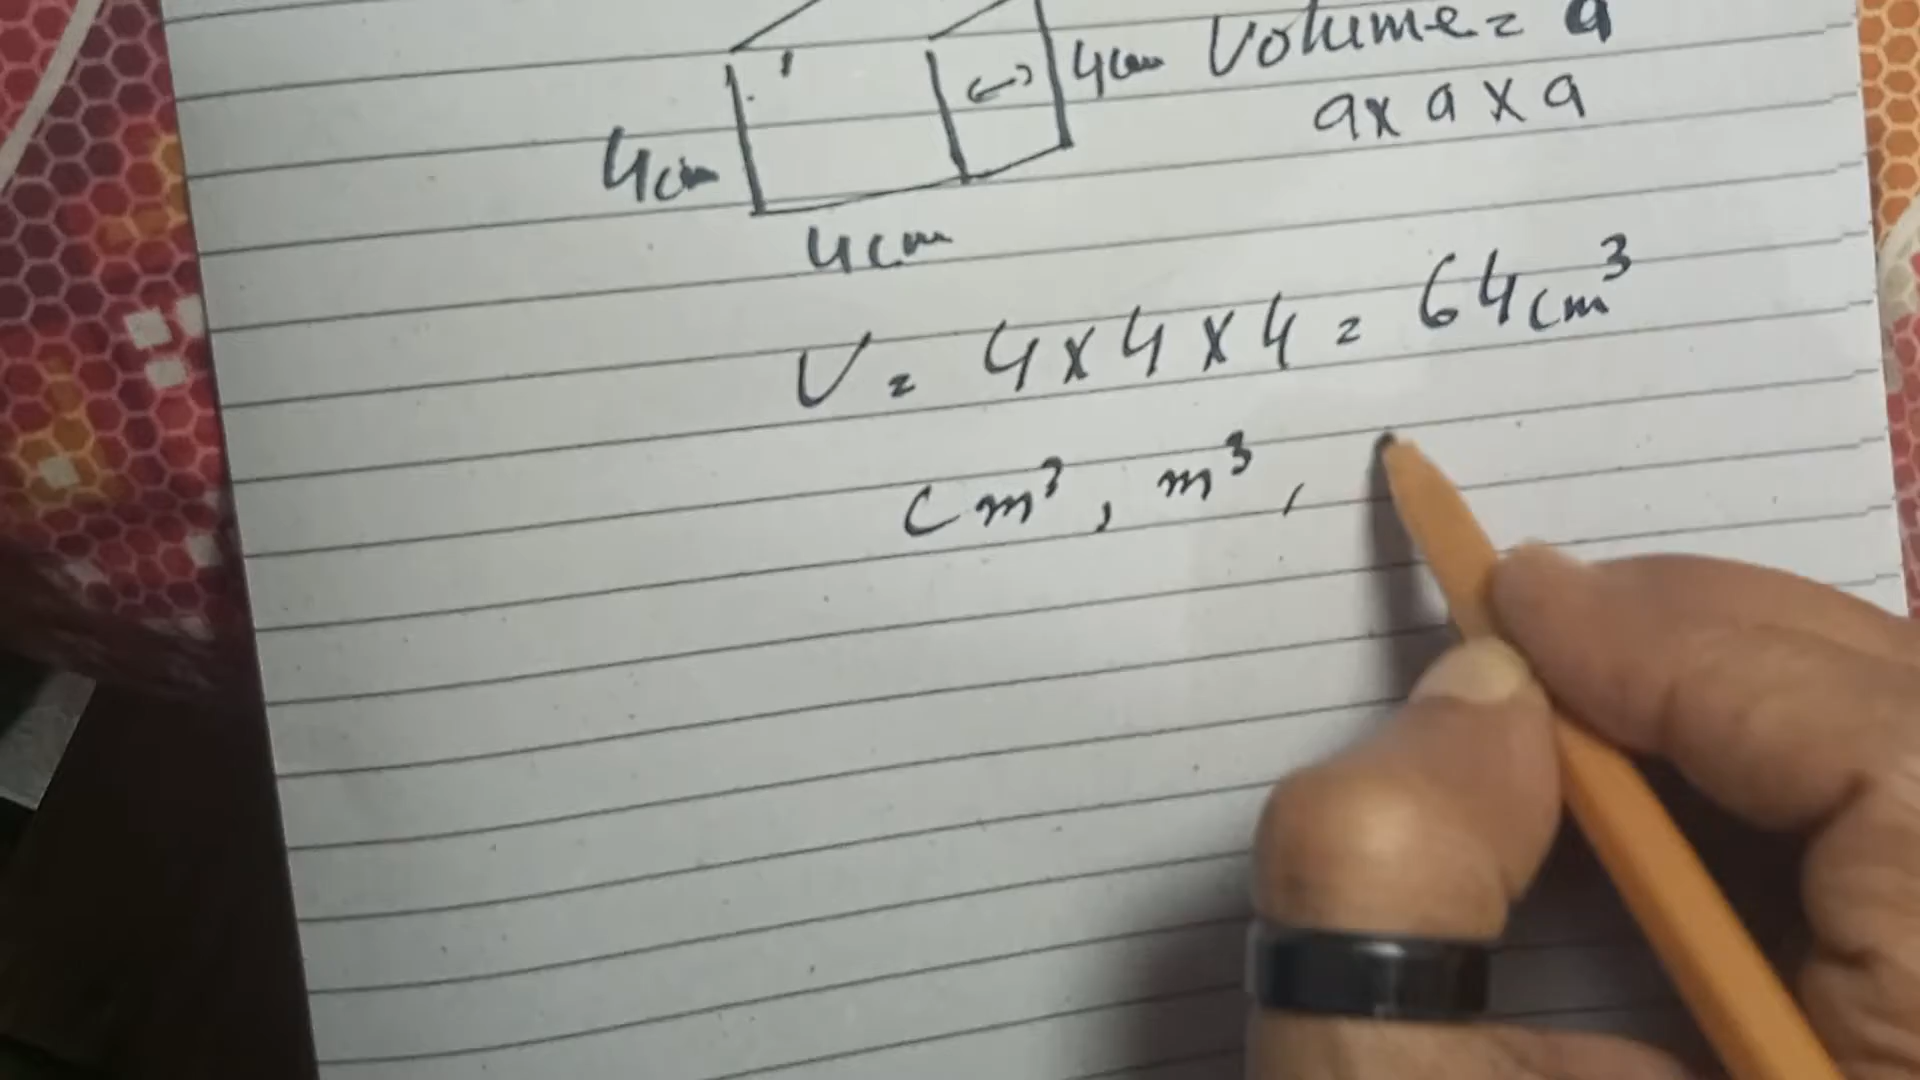 4cm Volume = a
a x a x a
4cm
4cm
V = 4 x 4 x 4 = 64cm³
cm³, m³,